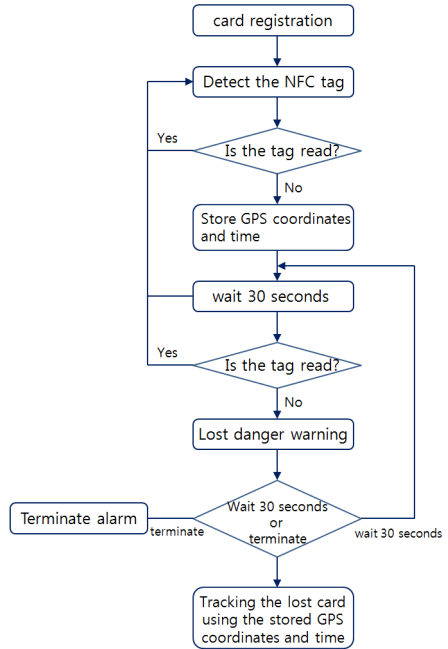 card registration
Detect the NFC tag
Yes
Is the tag read?
No
Store GPS coordinates
and time
wait 30 seconds
Yes
Is the tag read?
No
Lost danger warning
Wait 30 seconds
or
terminate
Terminate alarm
terminate
wait 30 seconds
Tracking the lost card
using the stored GPS
coordinates and time